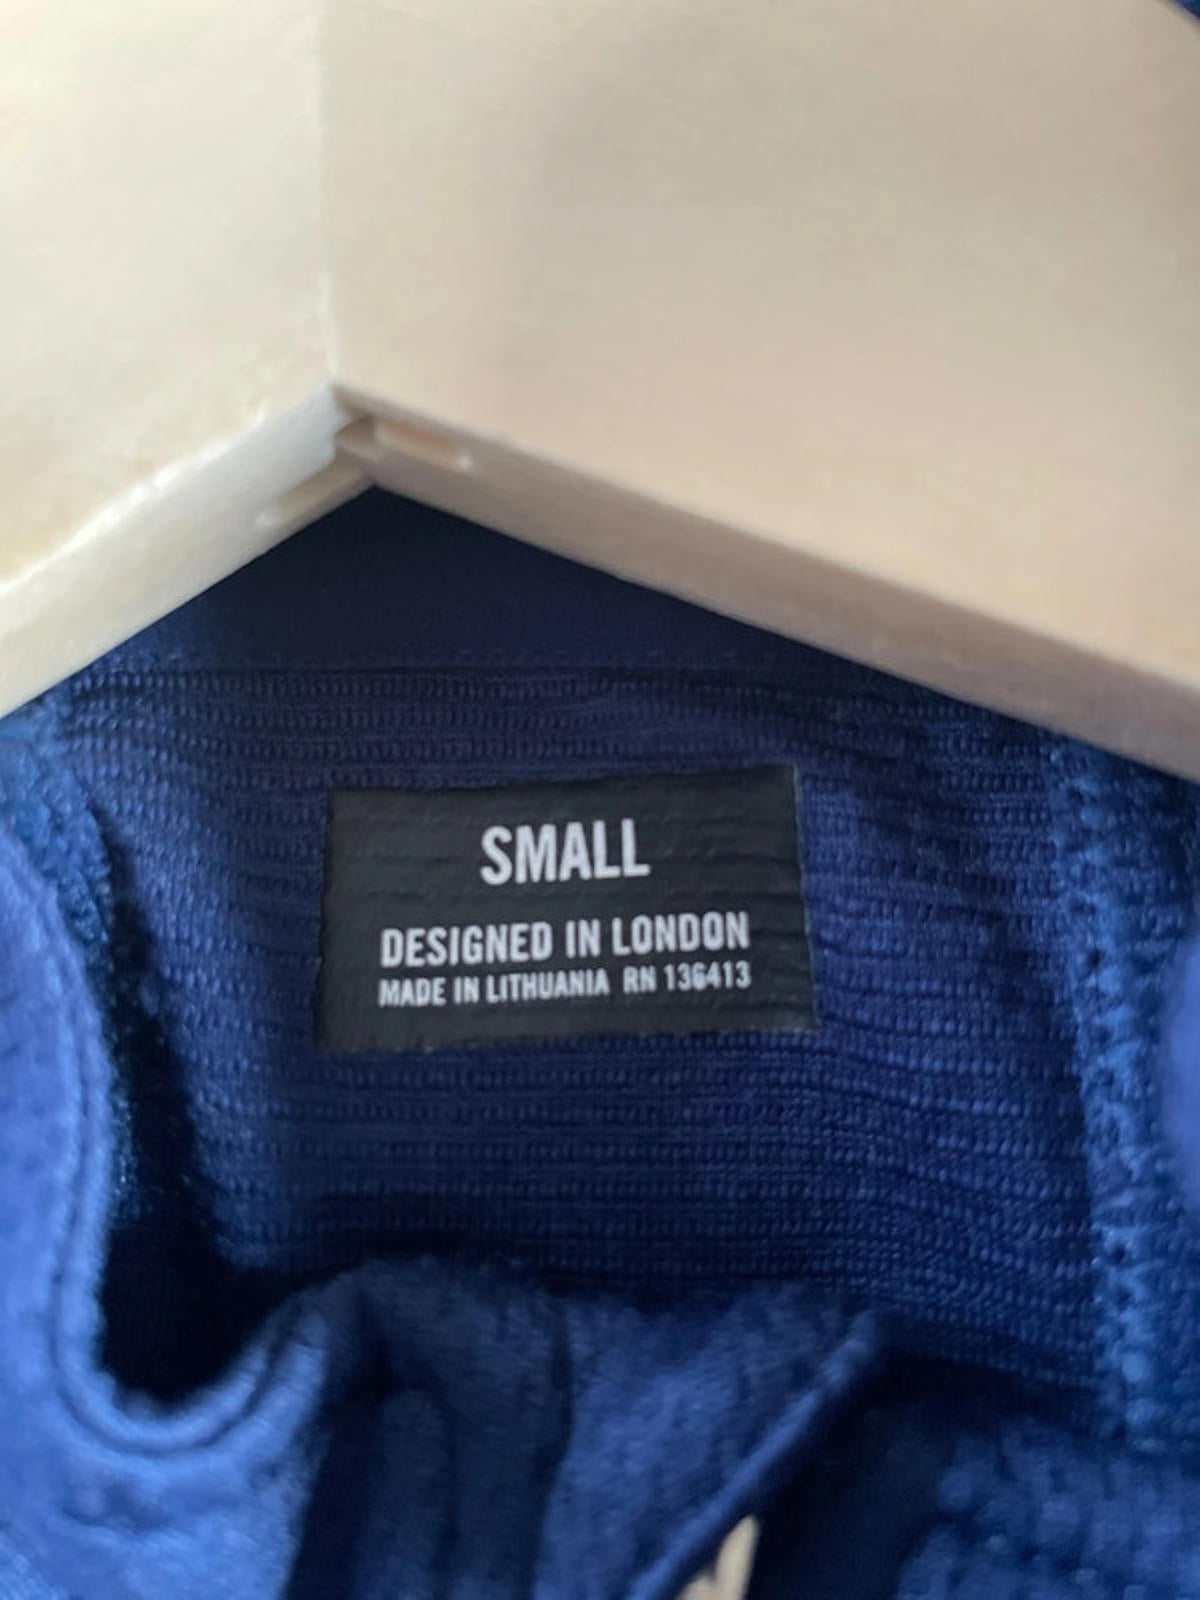 SMALL
DESIGNED IN LONDON
MADE IN LITHUANIA RN 136413